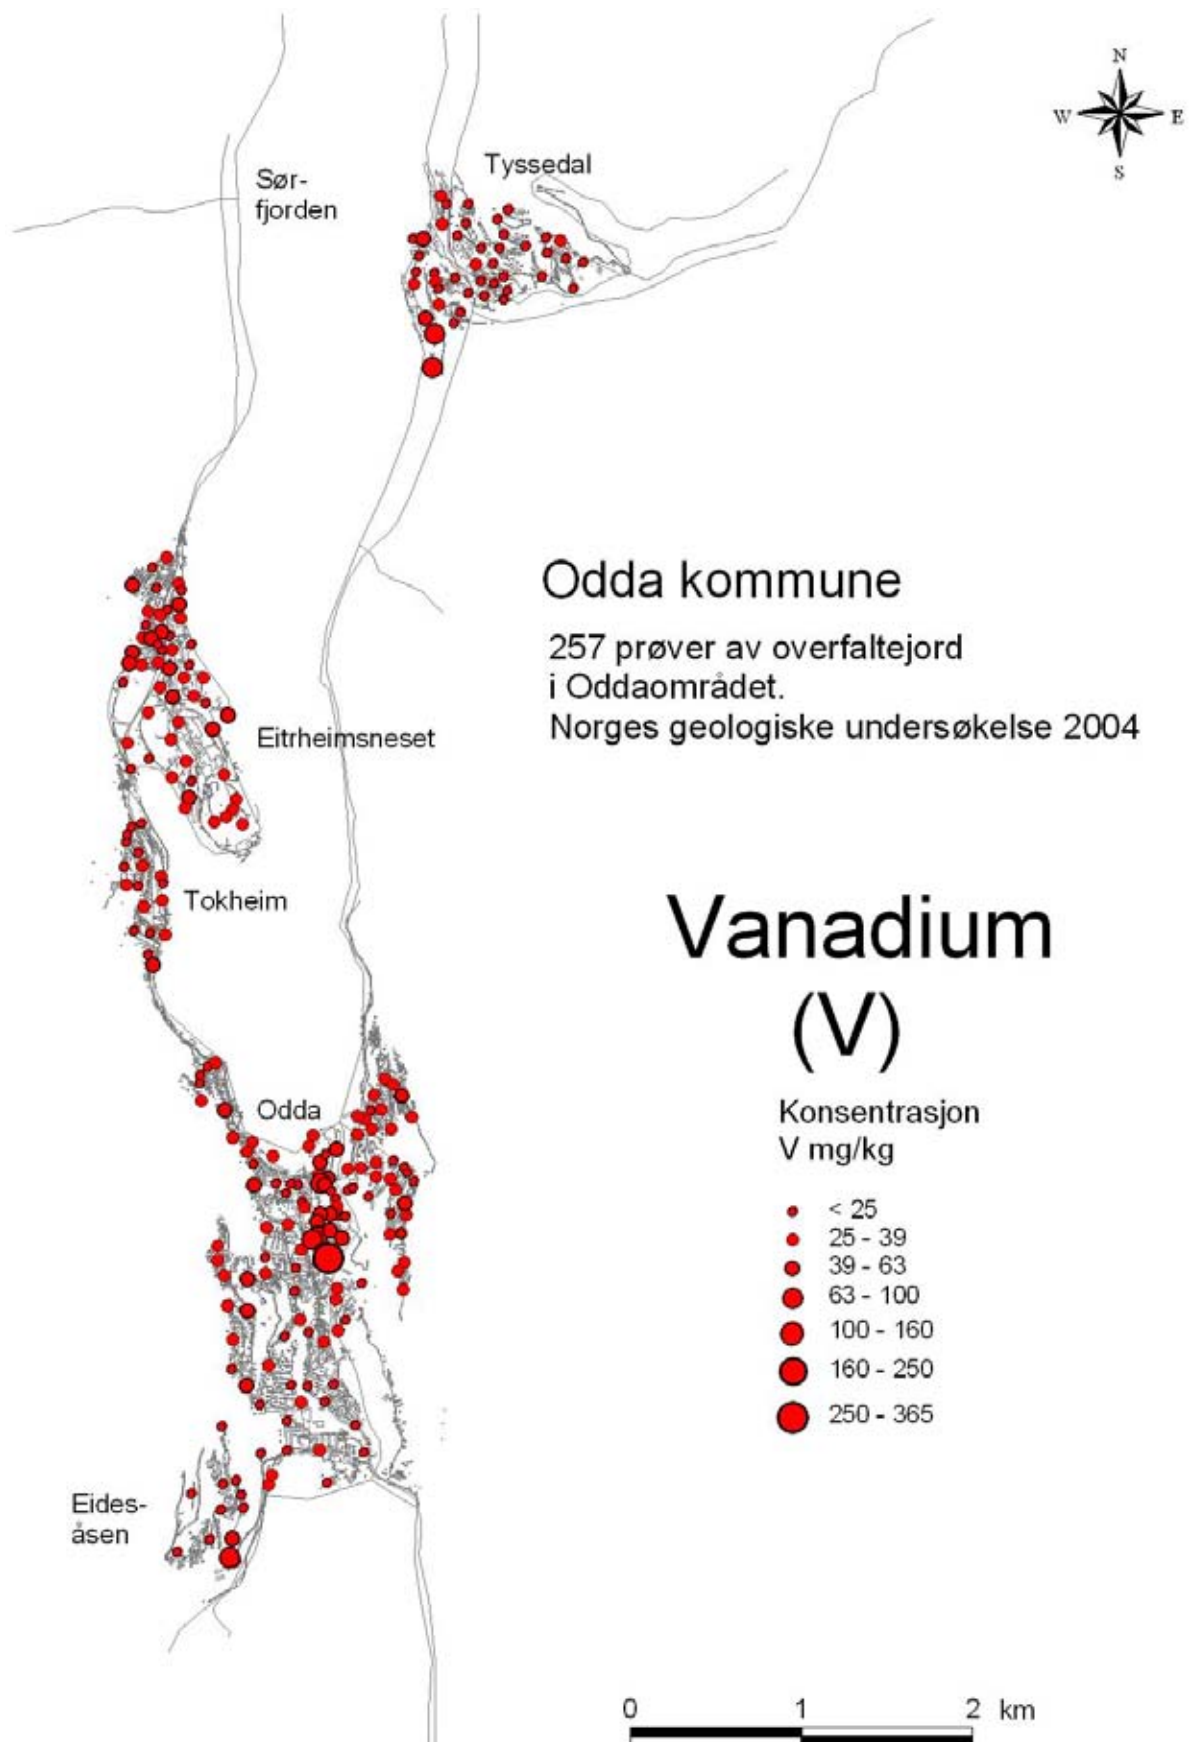 N
W E
S
Tyssedal
Sør-
fjorden
Odda kommune
257 prøver av overfaltejord
i Oddaområdet.
Norges geologiske undersøkelse 2004
Eitrheimsneset
Tokheim
Vanadium
(V)
Odda
Konsentrasjon
V mg/kg
< 25
25 - 39
39 - 63
63 - 100
100 - 160
160 - 250
250 - 365
Eides-
åsen
0 1 2 km